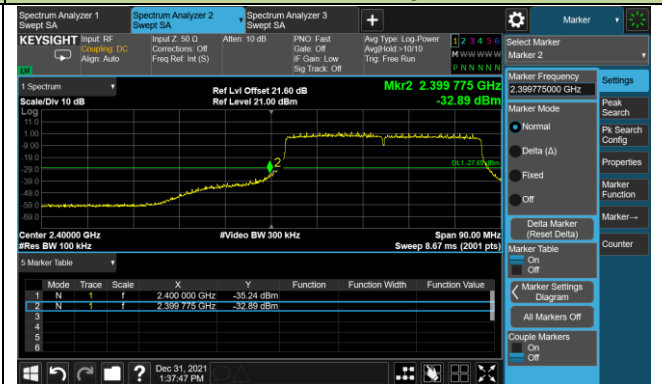 Spectrum Analyzer 1
Swept SA
Spectrum Analyzer 2
Swept SA
Spectrum Analyzer 3
Swept SA
+
Marker
KEYSIGHT
Input: RF
Coupling: DC
Align: Auto
Input Z: 50 Ω
Corrections: Off
Freq Ref: Int (S)
Atten: 10 dB
PNO: Fast
Gate: Off
IF Gain: Low
Sig Track: Off
Avg Type: Log-Power
Avg|Hold:>10/10
Trig: Free Run
1 2 3 4 5 6
M W W W W W
P N N N N N
Select Marker
Marker 2
1 Spectrum
Scale/Div 10 dB
Log
Ref Lvl Offset 21.60 dB
Ref Level 21.00 dBm
Mkr2 2.399 775 GHz
-32.89 dBm
11.0
1.00
-9.00
-19.0
-29.0
-39.0
-49.0
-59.0
-69.0
2
Center 2.40000 GHz
#Res BW 100 kHz
#Video BW 300 kHz
Span 90.00 MHz
Sweep 8.67 ms (2001 pts)
5 Marker Table
Mode Trace Scale X Y Function Function Width Function Value
1 N 1 f 2.400 000 GHz -35.24 dBm
2 N 1 f 2.399 775 GHz -32.89 dBm
3
4
5
6
Marker Frequency
2.399775000 GHz
Marker Mode
Normal
Delta (Δ)
Fixed
Off
Delta Marker
(Reset Delta)
Marker Table
On
Off
Marker Settings
Diagram
All Markers Off
Couple Markers
On
Off
Settings
Peak
Search
Pk Search
Config
Properties
Marker
Function
Marker→
Counter
?
Dec 31, 2021
1:37:47 PM